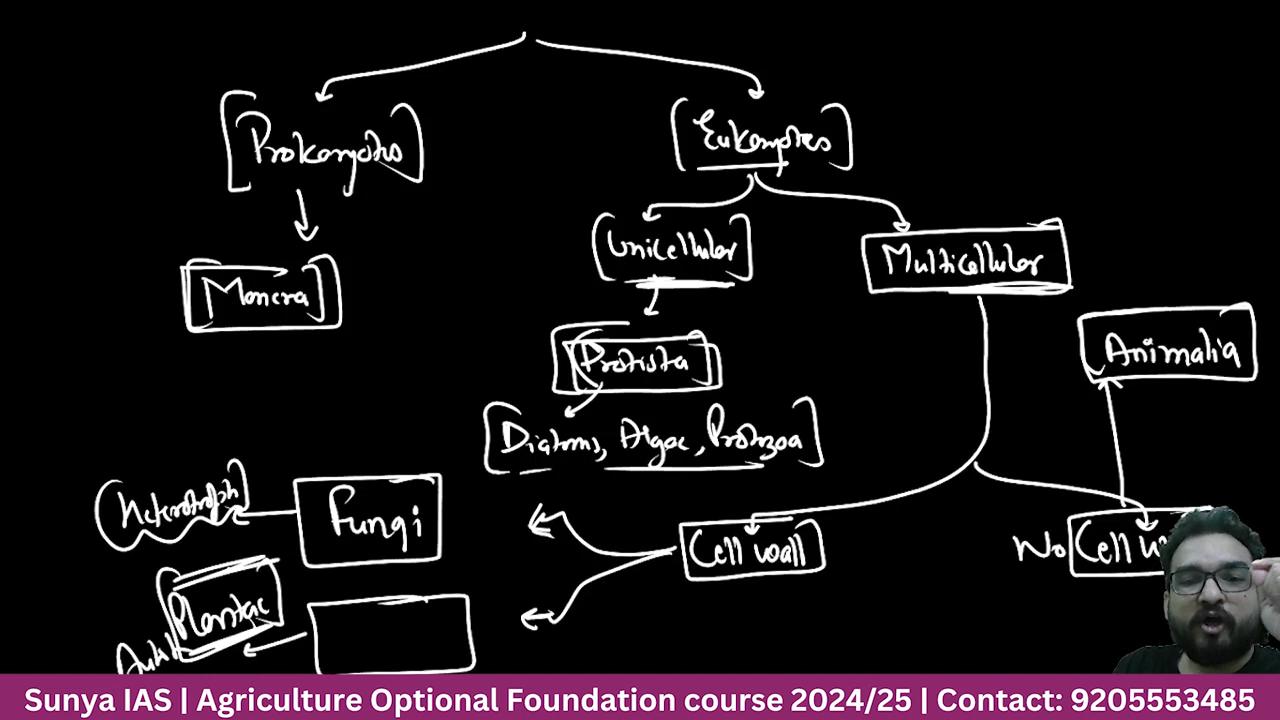 Prokaryotes
Eukaryotes
Unicellular
Multicellular
Monera
Animalia
Protista
Diatoms, Algae, Protozoa
Heterotroph
Fungi
Cell wall
No Cell
Plantae
Sunya IAS | Agriculture Optional Foundation course 2024/25 | Contact: 9205553485